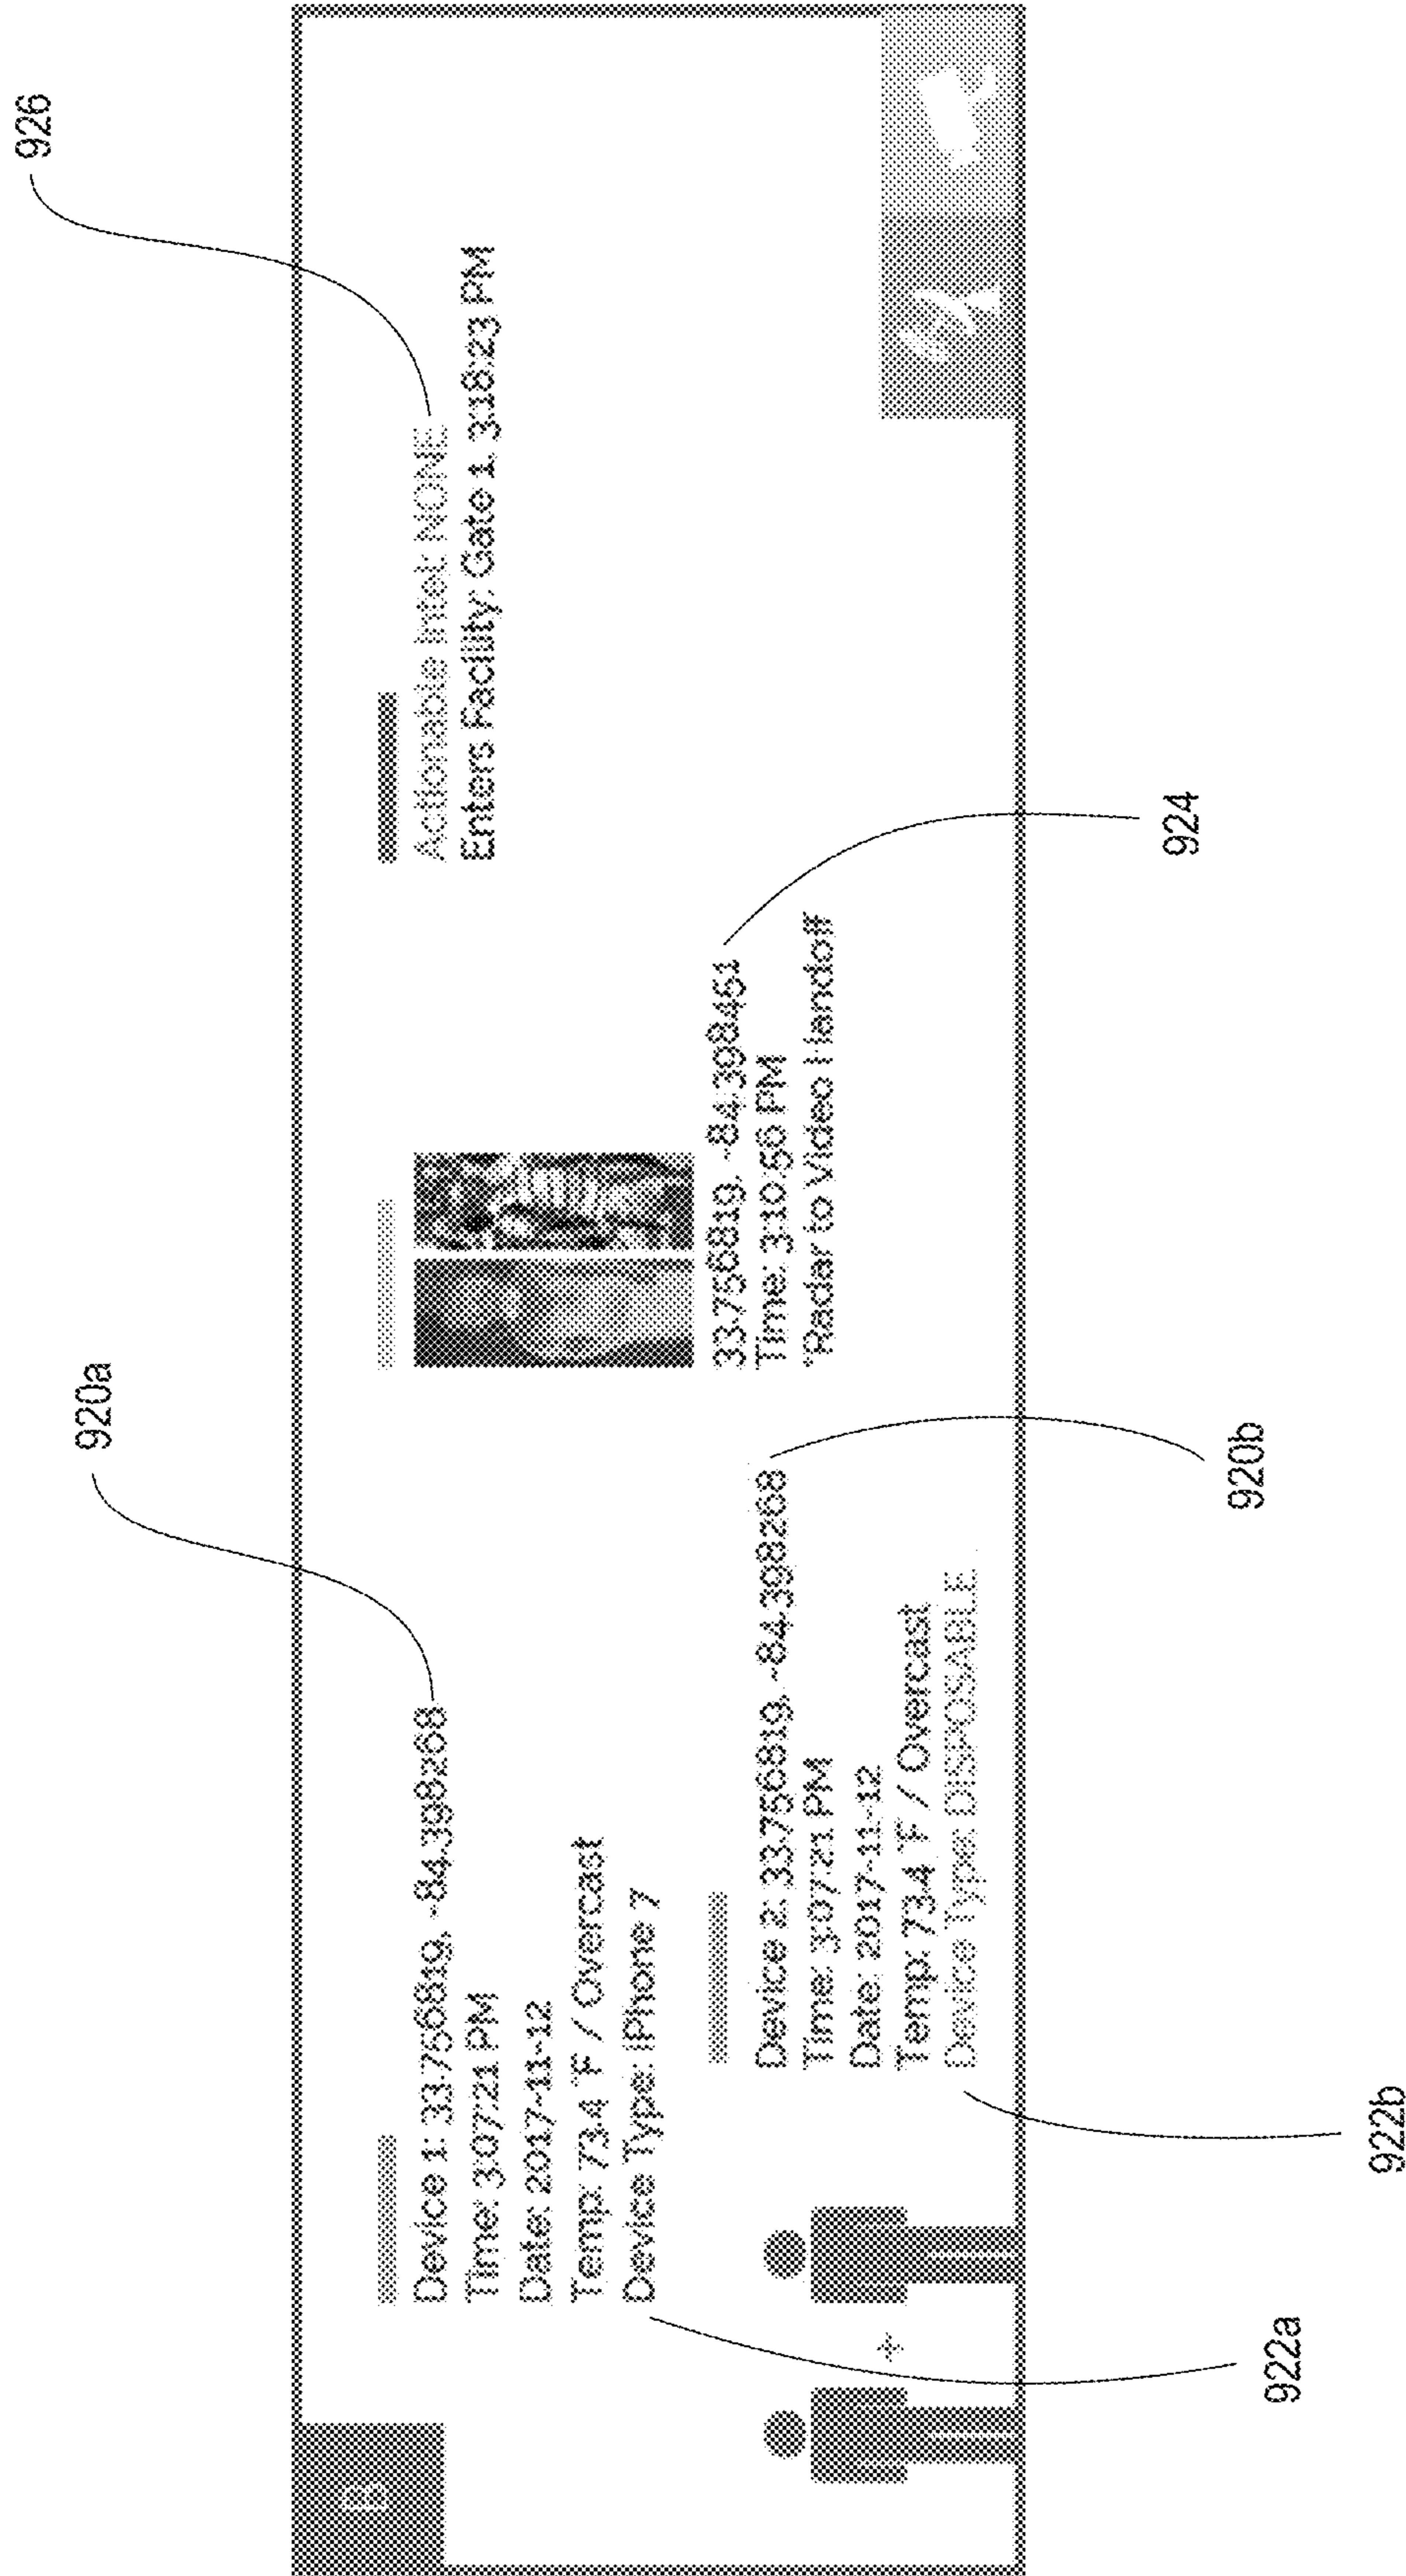 926
920a
Device 1: 33.756819, -84.398268
Time: 3:07:21 PM
Date: 2017-11-12
Temp: 73.4 °F / Overcast
Device Type: iPhone 7
Device 2: 33.756819, -84.398268
Time: 3:07:21 PM
Date: 2017-11-12
Temp: 73.4 °F / Overcast
Device Type: DISPOSABLE
33.756819, -84.398451
Time: 3:10:56 PM
*Radar to Video Handoff
Actionable Intel: NONE
Enters Facility: Gate 1, 3:18:23 PM
924
920b
922a
922b